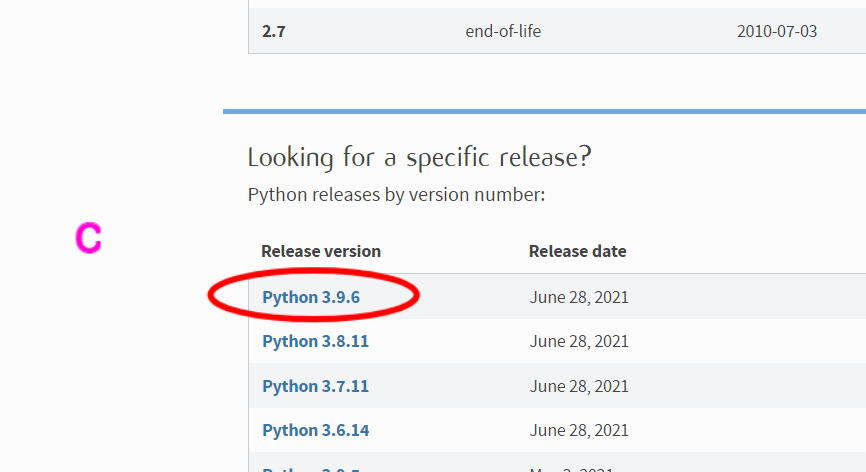 2.7 end-of-life 2010-07-03
Looking for a specific release?
Python releases by version number:
C
Release version Release date
Python 3.9.6 June 28, 2021
Python 3.8.11 June 28, 2021
Python 3.7.11 June 28, 2021
Python 3.6.14 June 28, 2021